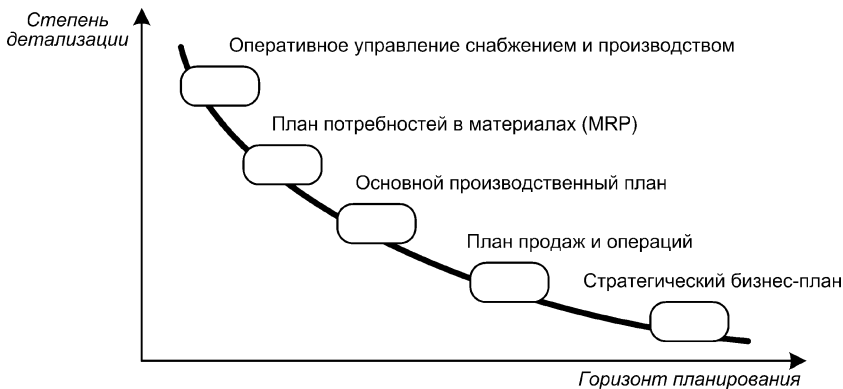 Степень
детализации
Оперативное управление снабжением и производством
План потребностей в материалах (MRP)
Основной производственный план
План продаж и операций
Стратегический бизнес-план
Горизонт планирования